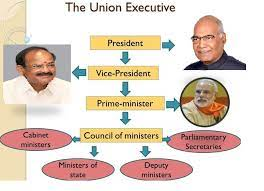 The Union Executive
President
Vice-President
Prime-minister
Cabinet
ministers
Council of ministers
Parliamentary
Secretaries
Ministers of
state
Deputy
ministers